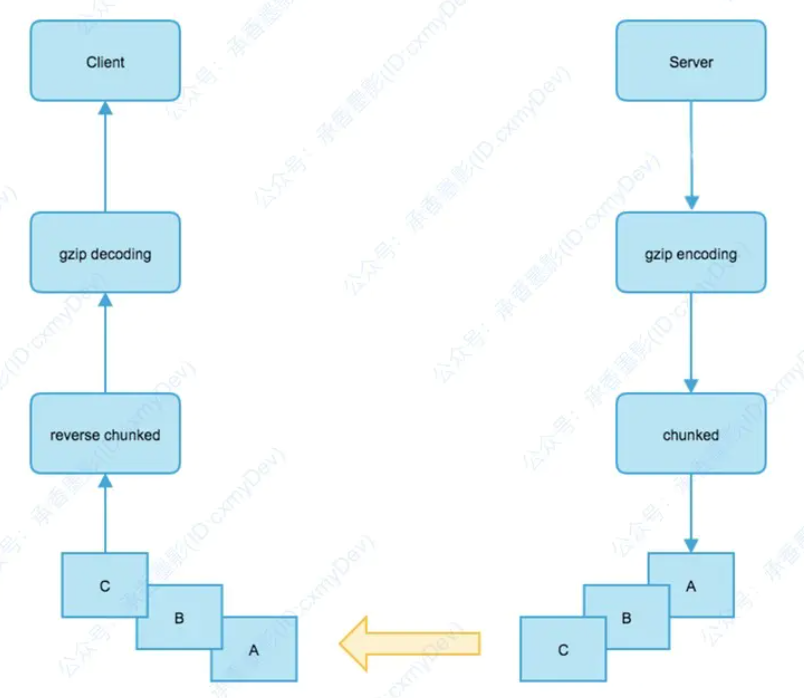 Client
Server
gzip decoding
gzip encoding
reverse chunked
chunked
C
A
B
B
A
C
公众号：承香墨影(ID:cxmyDev)